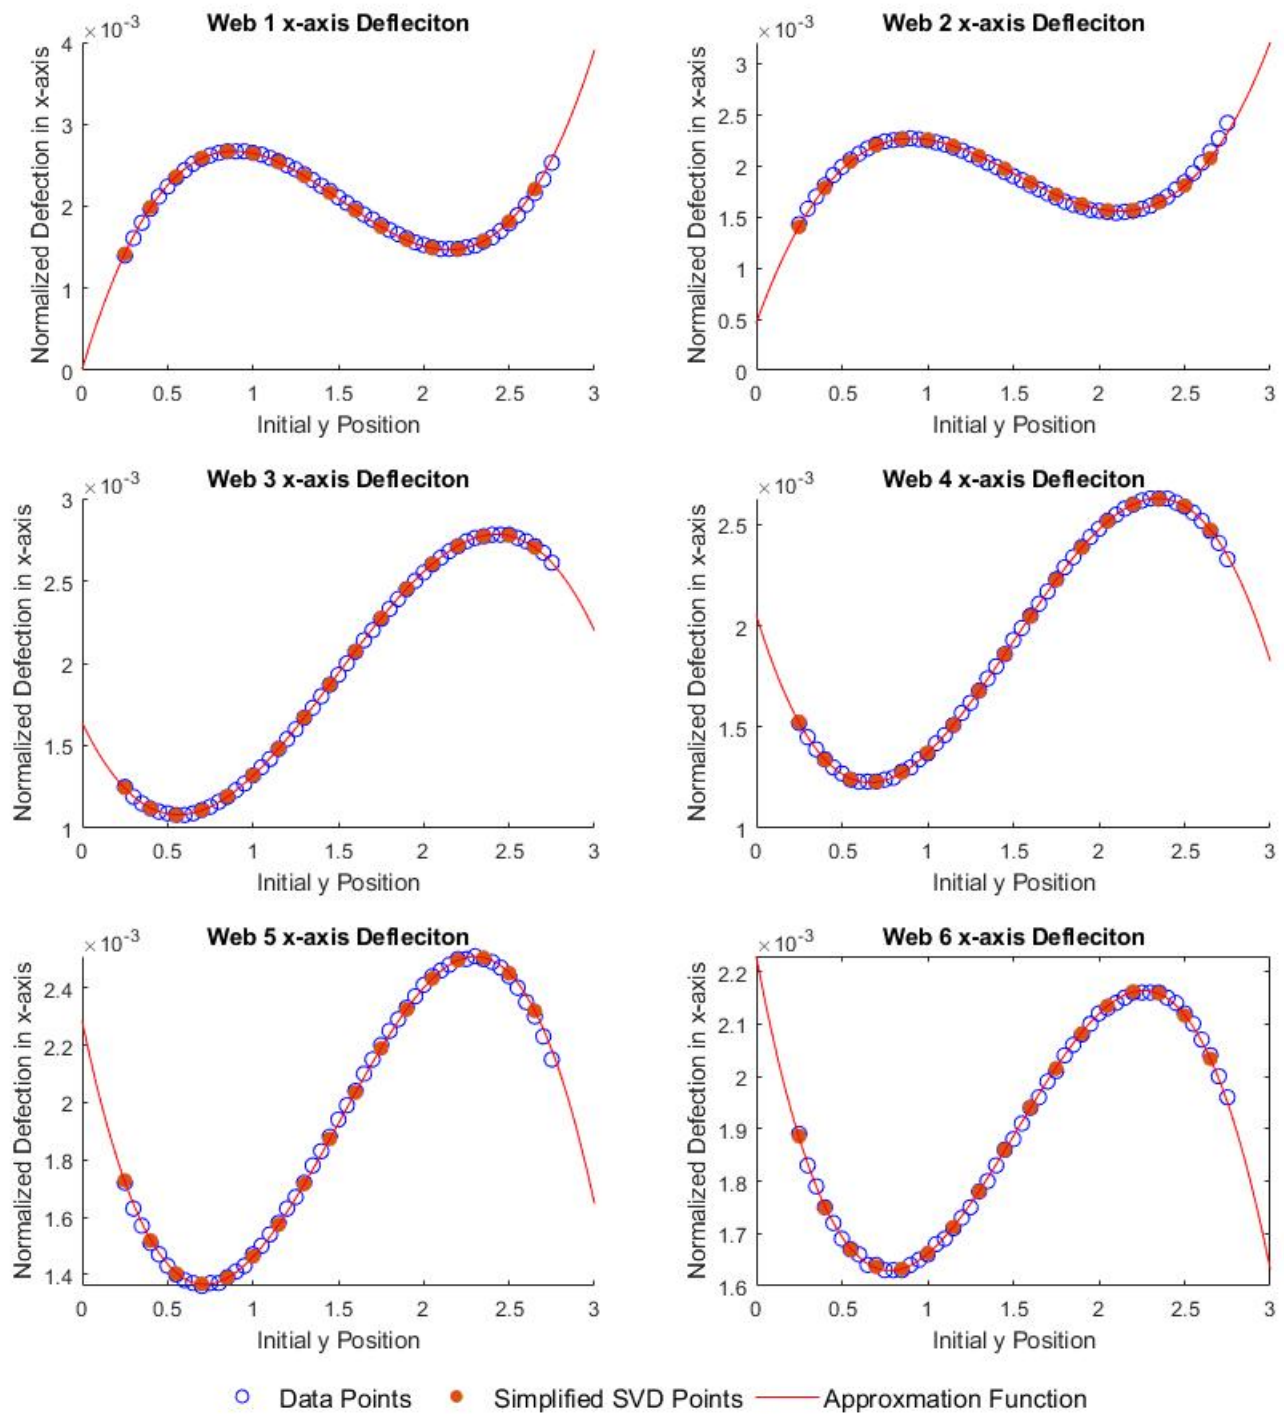 ×10-3
Web 1 x-axis Defleciton
Normalized Defection in x-axis
4
3
2
1
0
0 0.5 1 1.5 2 2.5 3
Initial y Position
×10-3
Web 2 x-axis Defleciton
Normalized Defection in x-axis
3
2.5
2
1.5
1
0.5
0
0 0.5 1 1.5 2 2.5 3
Initial y Position
×10-3
Web 3 x-axis Defleciton
Normalized Defection in x-axis
3
2.5
2
1.5
1
0 0.5 1 1.5 2 2.5 3
Initial y Position
×10-3
Web 4 x-axis Defleciton
Normalized Defection in x-axis
2.5
2
1.5
1
0 0.5 1 1.5 2 2.5 3
Initial y Position
×10-3
Web 5 x-axis Defleciton
Normalized Defection in x-axis
2.4
2.2
2
1.8
1.6
1.4
0 0.5 1 1.5 2 2.5 3
Initial y Position
×10-3
Web 6 x-axis Defleciton
Normalized Defection in x-axis
2.2
2.1
2
1.9
1.8
1.7
1.6
0 0.5 1 1.5 2 2.5 3
Initial y Position
Data Points Simplified SVD Points Approxmation Function